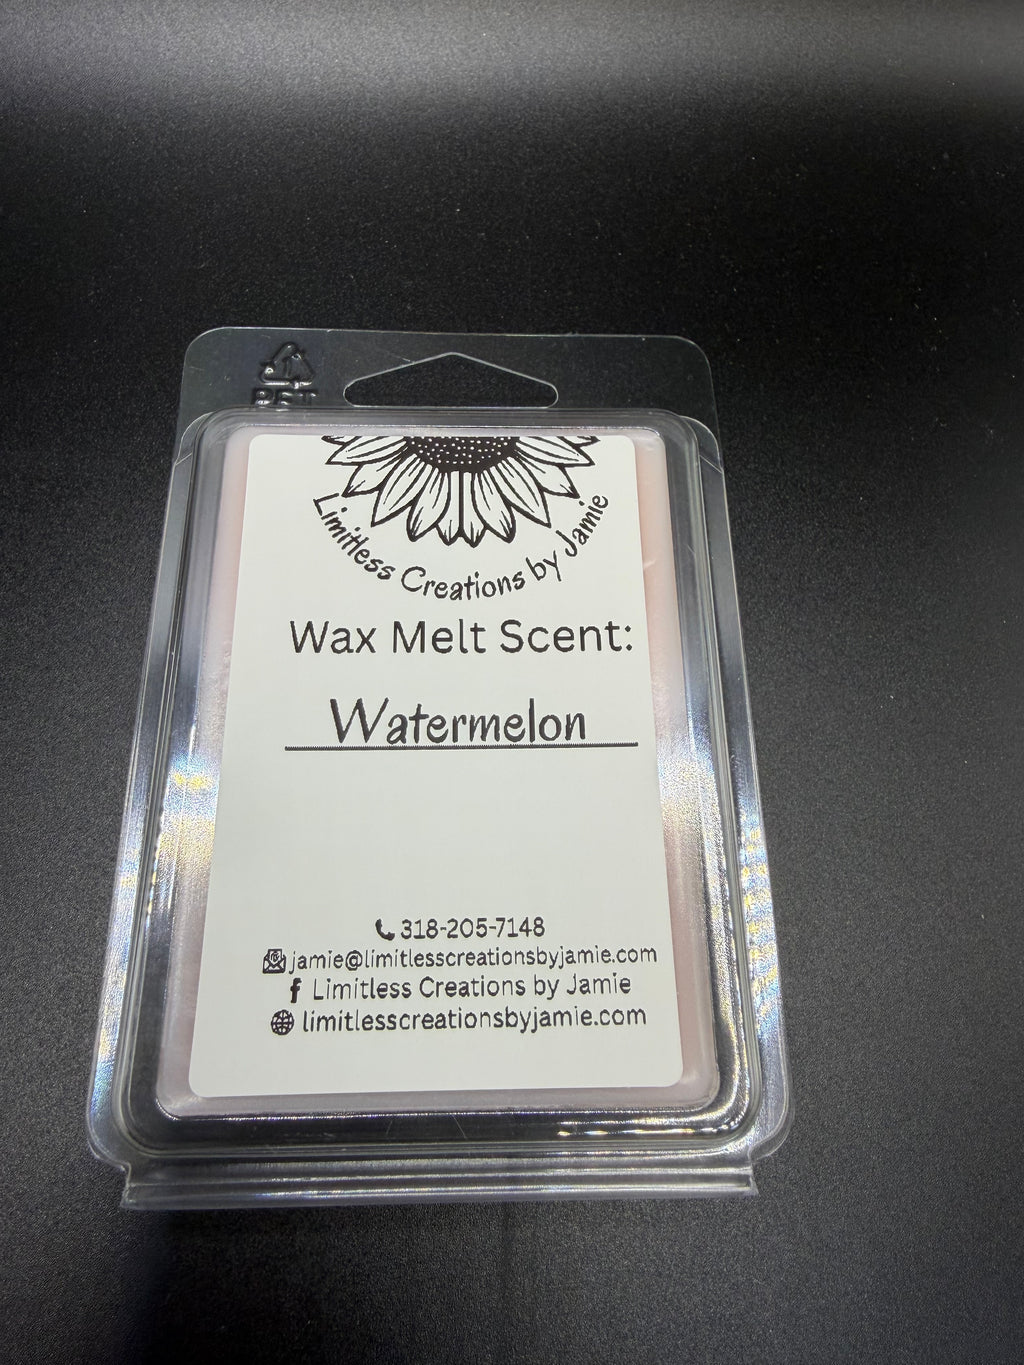 PET
Limitless Creations by Jamie
Wax Melt Scent:
Watermelon
318-205-7148
jamie@limitlesscreationsbyjamie.com
f Limitless Creations by Jamie
limitlesscreationsbyjamie.com